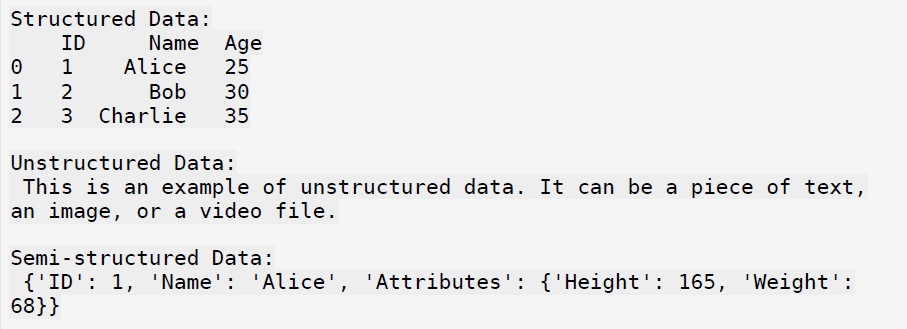 Structured Data:
    ID     Name  Age
0   1    Alice   25
1   2      Bob   30
2   3  Charlie   35
Unstructured Data:
 This is an example of unstructured data. It can be a piece of text,
an image, or a video file.
Semi-structured Data:
 {'ID': 1, 'Name': 'Alice', 'Attributes': {'Height': 165, 'Weight':
68}}